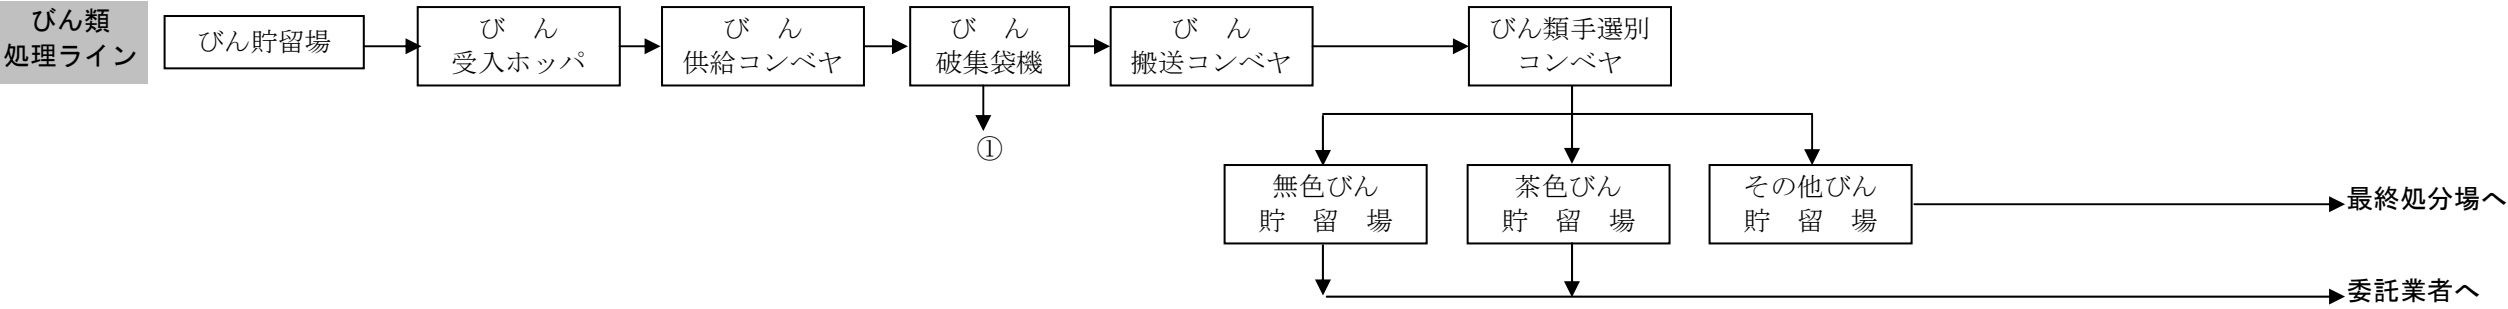 びん類
処理ライン
びん貯留場
び　ん
受入ホッパ
び　ん
供給コンベヤ
び　ん
破集袋機
び　ん
搬送コンベヤ
びん類手選別
コンベヤ
①
無色びん
貯　留　場
茶色びん
貯　留　場
その他びん
貯　留　場
最終処分場へ
委託業者へ